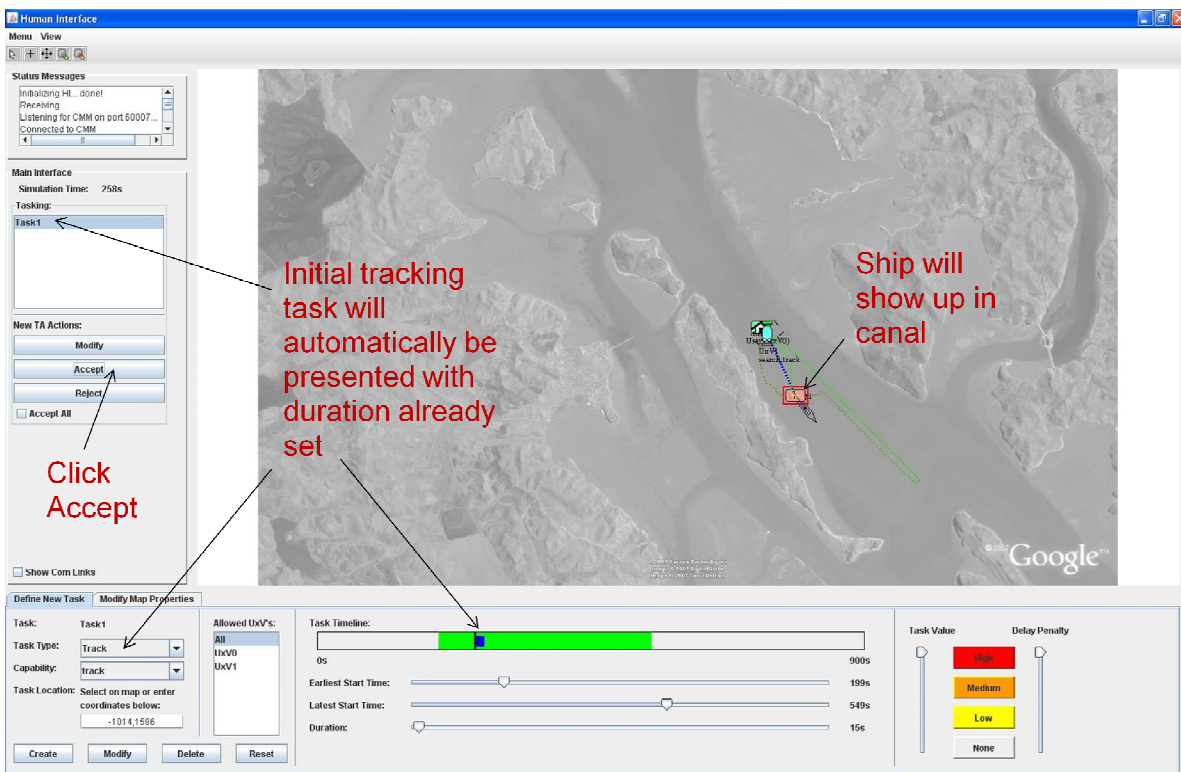 Human Interface
Menu View
Status Messages
Initializing HI... done!
Receiving
Listening for CMM on port 60007...
Connected to CMM
Main Interface
Simulation Time: 258s
Tasking:
Task1
New TA Actions:
Modify
Accept
Reject
Accept All
Click
Accept
Show Com Links
Initial tracking
task will
automatically be
presented with
duration already
set
Ship will
show up in
canal
search_track
Google™
Define New Task Modify Map Properties
Task: Task1
Task Type: Track
Capability: track
Task Location: Select on map or enter
coordinates below:
-1014,1596
Create Modify Delete Reset
Allowed UxV's:
All
UxV0
UxV1
Task Timeline:
0s 900s
Earliest Start Time: 199s
Latest Start Time: 549s
Duration: 15s
Task Value Delay Penalty
High
Medium
Low
None